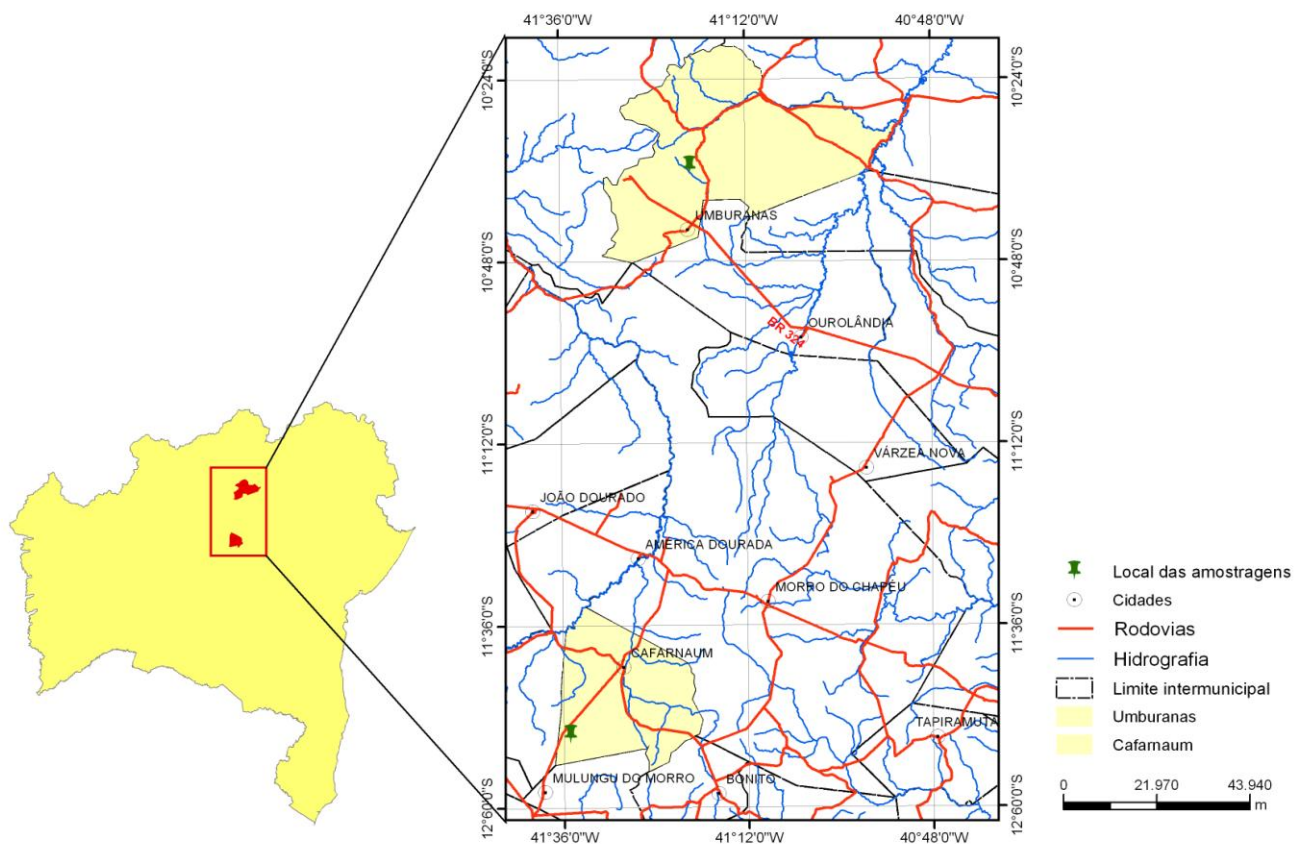 41°36'0"W 41°12'0"W 40°48'0"W
10°24'0"S 10°24'0"S
UMBURANAS
10°48'0"S 10°48'0"S
OUROLÂNDIA
BR 324
11°12'0"S 11°12'0"S
VÁRZEA NOVA
JOÃO DOURADO
AMÉRICA DOURADA
MORRO DO CHAPÉU
11°36'0"S 11°36'0"S
CAFARNAUM
TAPIRAMUTÁ
MULUNGU DO MORRO
BONITO
12°60'0"S 12°60'0"S
41°36'0"W 41°12'0"W 40°48'0"W
Local das amostragens
Cidades
Rodovias
Hidrografia
Limite intermunicipal
Umburanas
Cafarnaum
0 21.970 43.940
m